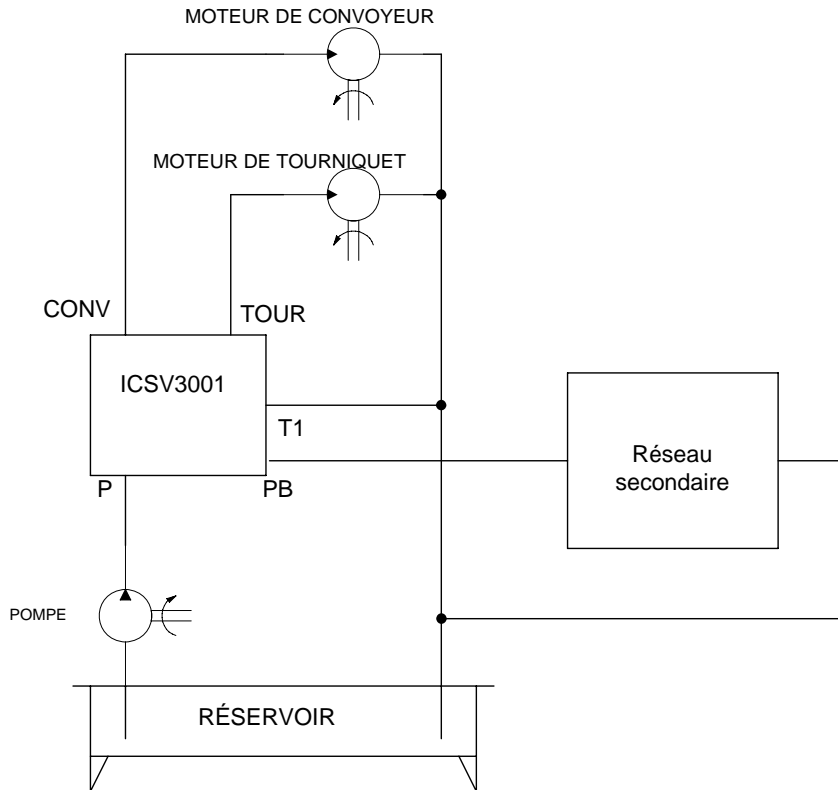 MOTEUR DE CONVOYEUR
MOTEUR DE TOURNIQUET
CONV
TOUR
ICSV3001
T1
Réseau
secondaire
P
PB
POMPE
RÉSERVOIR